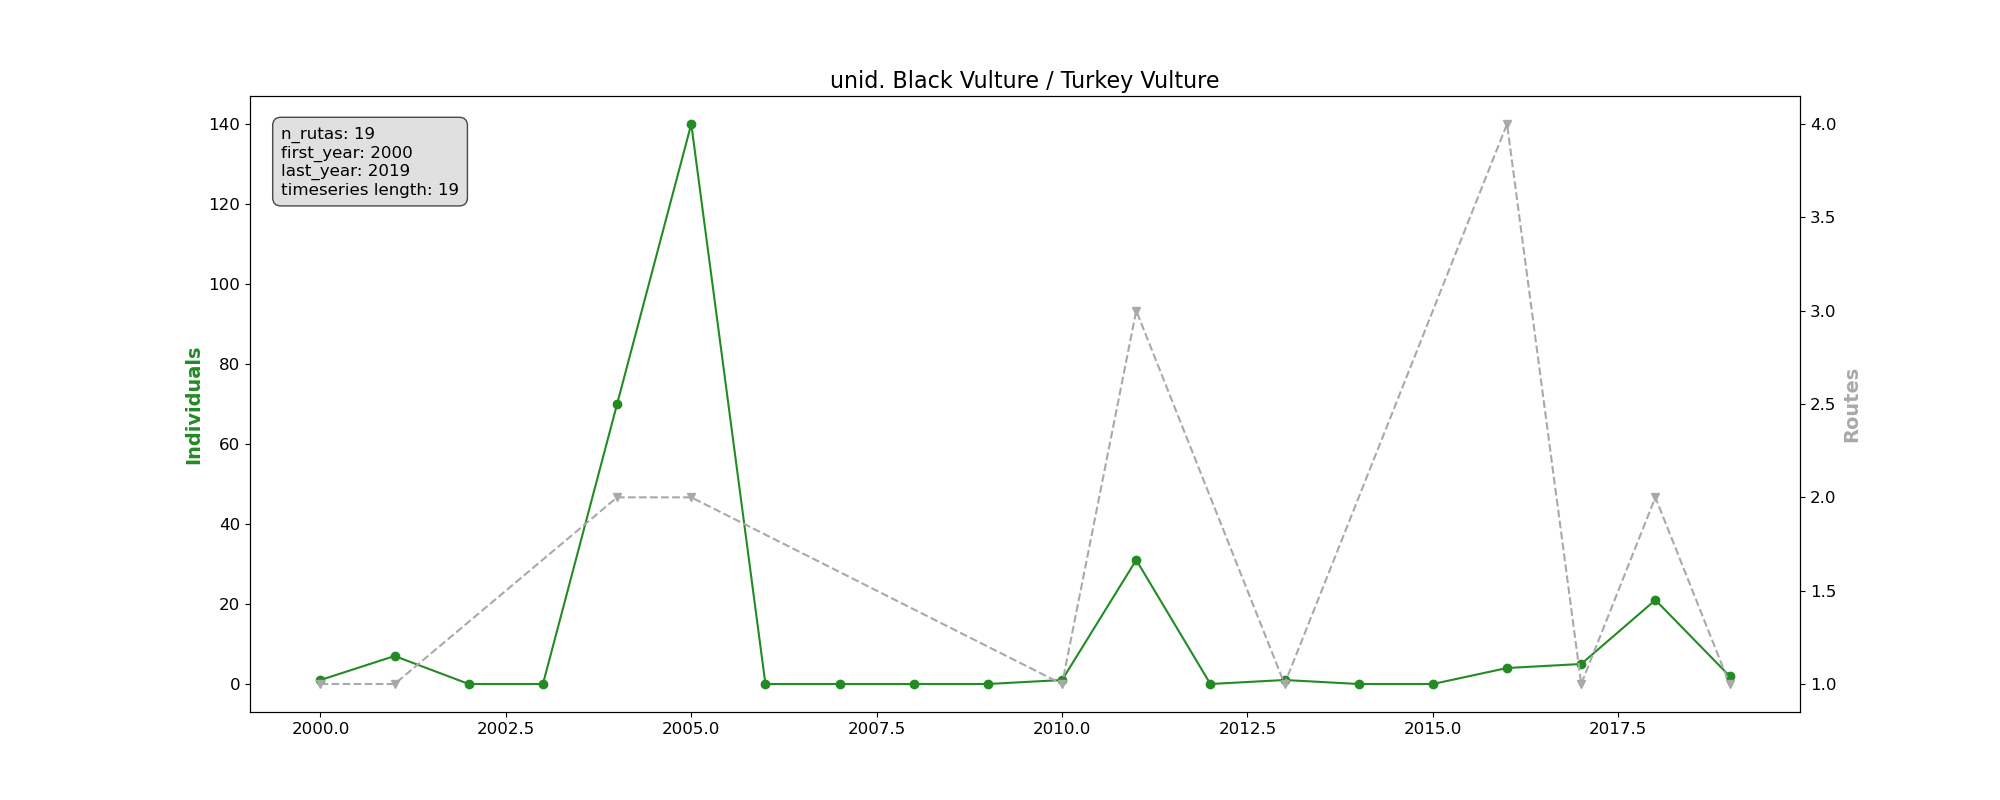 unid. Black Vulture / Turkey Vulture
n_rutas: 19
first_year: 2000
last_year: 2019
timeseries length: 19
140
120
100
80
60
40
20
0
Individuals
4.0
3.5
3.0
2.5
2.0
1.5
1.0
Routes
2000.0 2002.5 2005.0 2007.5 2010.0 2012.5 2015.0 2017.5